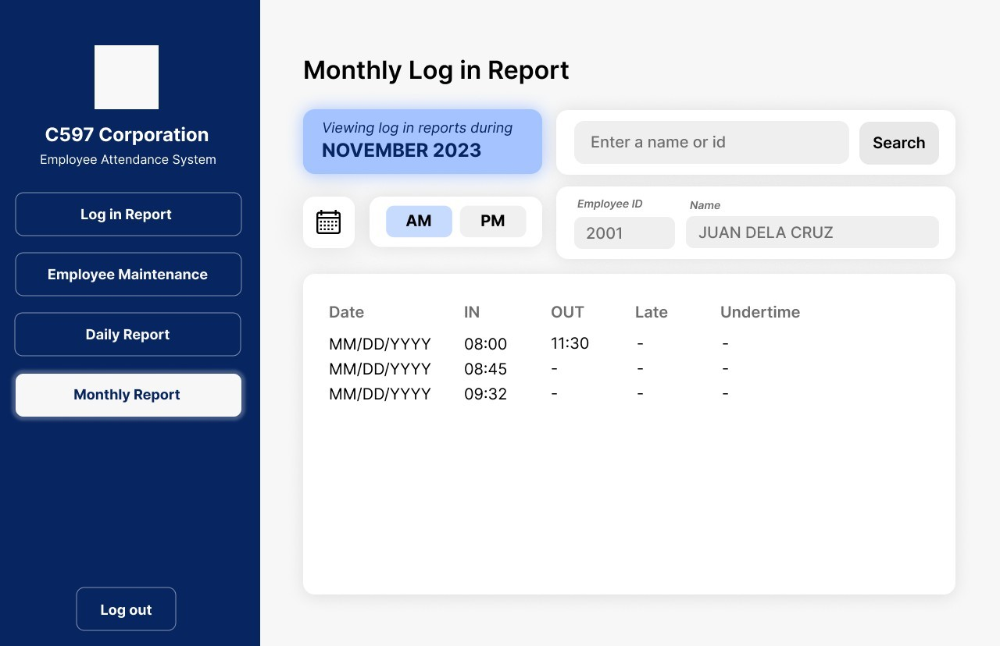 C597 Corporation
Employee Attendance System
Log in Report
Employee Maintenance
Daily Report
Monthly Report
Log out
Monthly Log in Report
Viewing log in reports during
NOVEMBER 2023
Enter a name or id
Search
AM
PM
Employee ID
Name
2001
JUAN DELA CRUZ
Date IN OUT Late Undertime
MM/DD/YYYY 08:00 11:30 - -
MM/DD/YYYY 08:45 - - -
MM/DD/YYYY 09:32 - - -